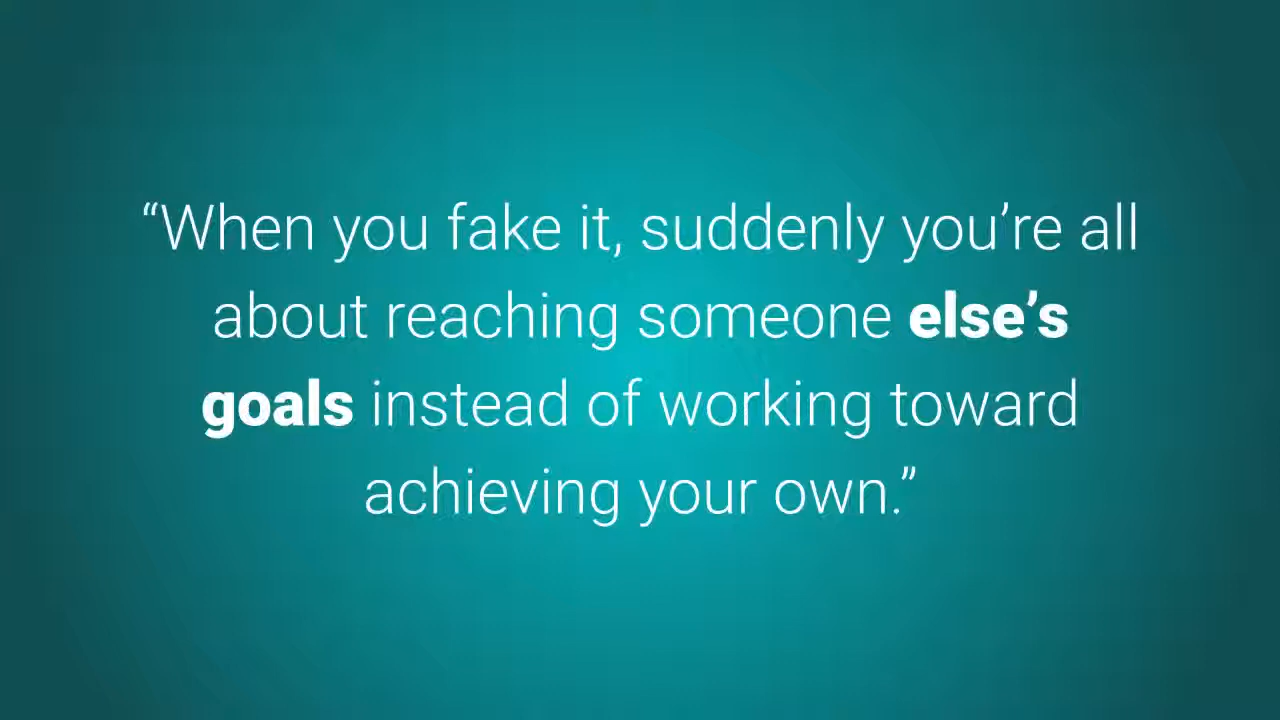 “When you fake it, suddenly you’re all
about reaching someone else’s
goals instead of working toward
achieving your own.”